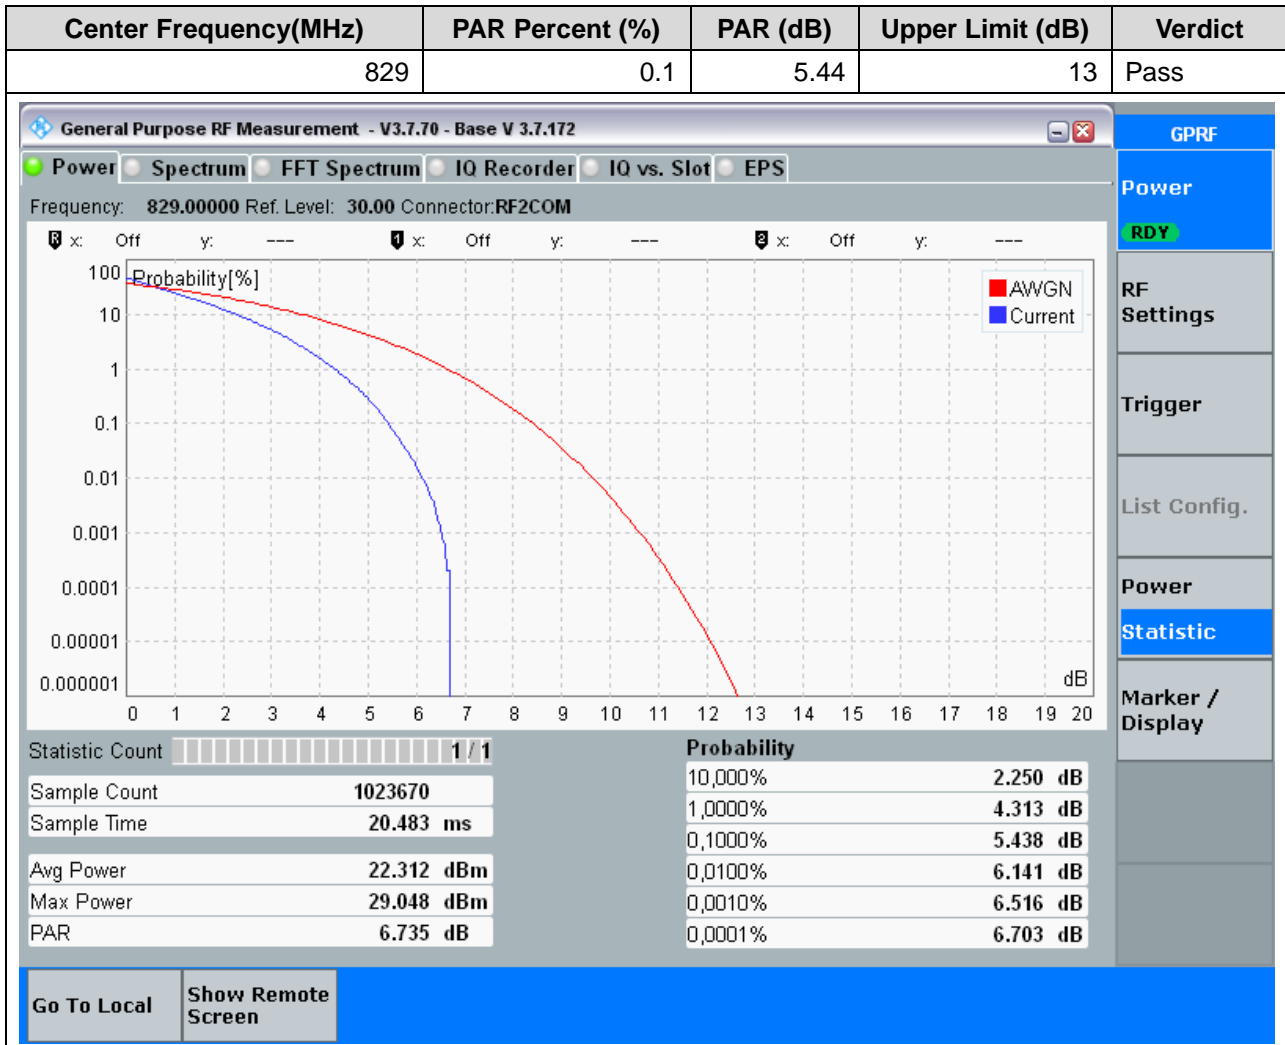 Center Frequency(MHz) PAR Percent (%) PAR (dB) Upper Limit (dB) Verdict
829 0.1 5.44 13 Pass
General Purpose RF Measurement - V3.7.70 - Base V 3.7.172
GPRF
Power Spectrum FFT Spectrum IQ Recorder IQ vs. Slot EPS
Power
RDY
Frequency: 829.00000 Ref. Level: 30.00 Connector:RF2COM
R x: Off y: --- 1 x: Off y: --- 2 x: Off y: ---
Probability[%]
AWGN
Current
100
10
1
0.1
0.01
0.001
0.0001
0.00001
0.000001
dB
0 1 2 3 4 5 6 7 8 9 10 11 12 13 14 15 16 17 18 19 20
RF
Settings
Trigger
List Config.
Power
Statistic
Marker /
Display
Statistic Count 1 / 1
Sample Count 1023670
Sample Time 20.483 ms
Avg Power 22.312 dBm
Max Power 29.048 dBm
PAR 6.735 dB
Probability
10,000% 2.250 dB
1,0000% 4.313 dB
0,1000% 5.438 dB
0,0100% 6.141 dB
0,0010% 6.516 dB
0,0001% 6.703 dB
Go To Local
Show Remote
Screen